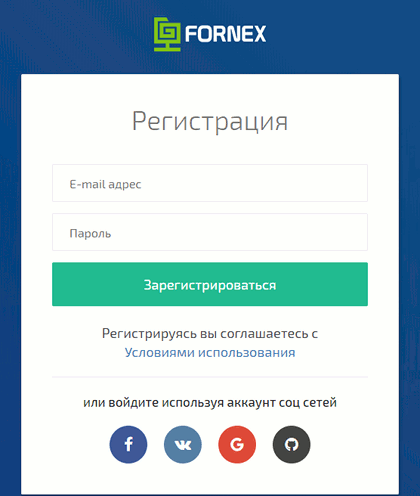 FORNEX
Регистрация
E-mail адрес
Пароль
Зарегистрироваться
Регистрируясь вы соглашаетесь с
Условиями использования
или войдите используя аккаунт соц сетей